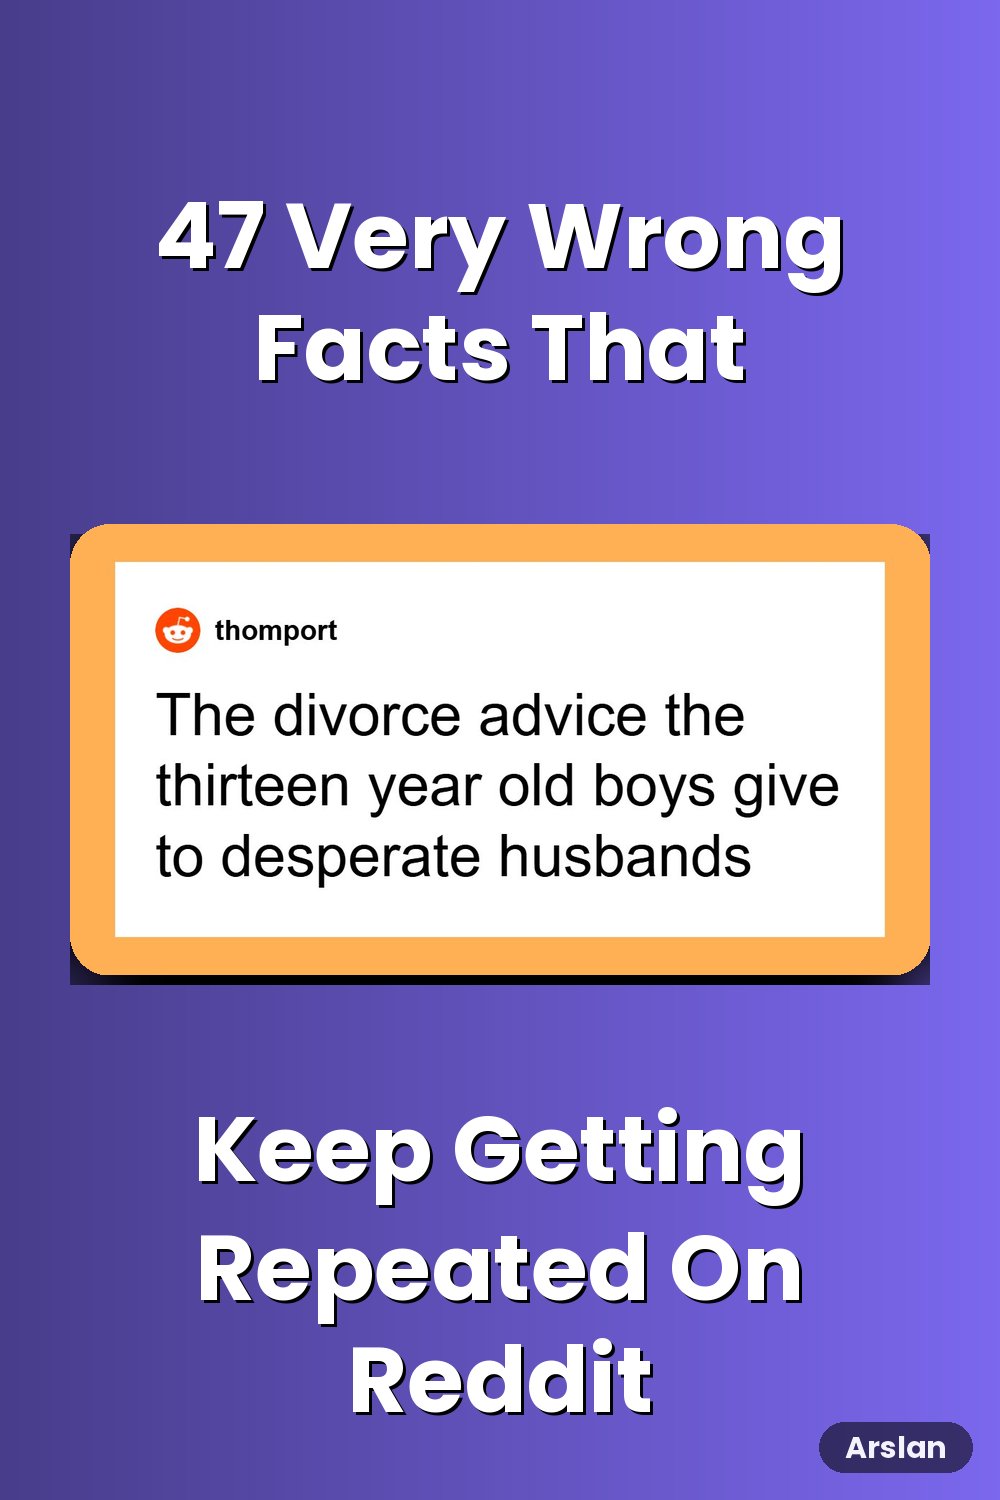 47 Very Wrong
Facts That
thomport
The divorce advice the
thirteen year old boys give
to desperate husbands
Keep Getting
Repeated On
Reddit
Arslan